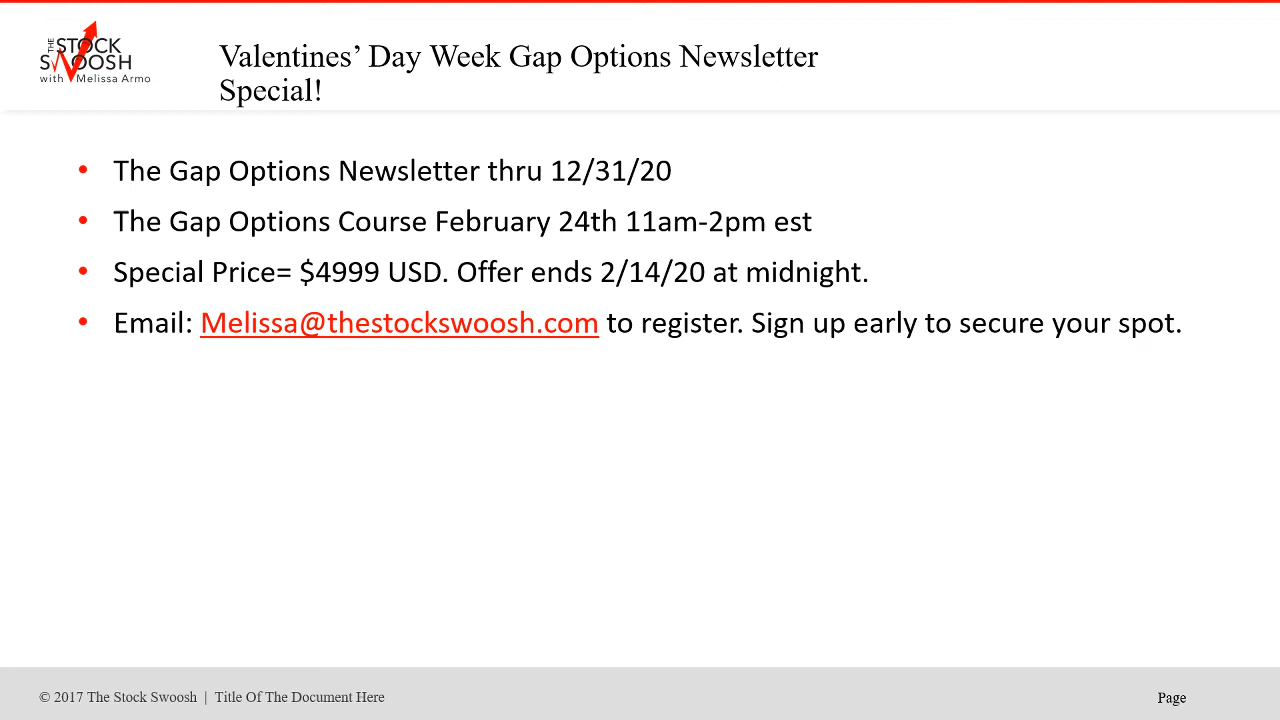 THE STOCK
SWOOSH
with Melissa Armo
Valentines’ Day Week Gap Options Newsletter
Special!
• The Gap Options Newsletter thru 12/31/20
• The Gap Options Course February 24th 11am-2pm est
• Special Price= $4999 USD. Offer ends 2/14/20 at midnight.
• Email: Melissa@thestockswoosh.com to register. Sign up early to secure your spot.
© 2017 The Stock Swoosh | Title Of The Document Here
Page